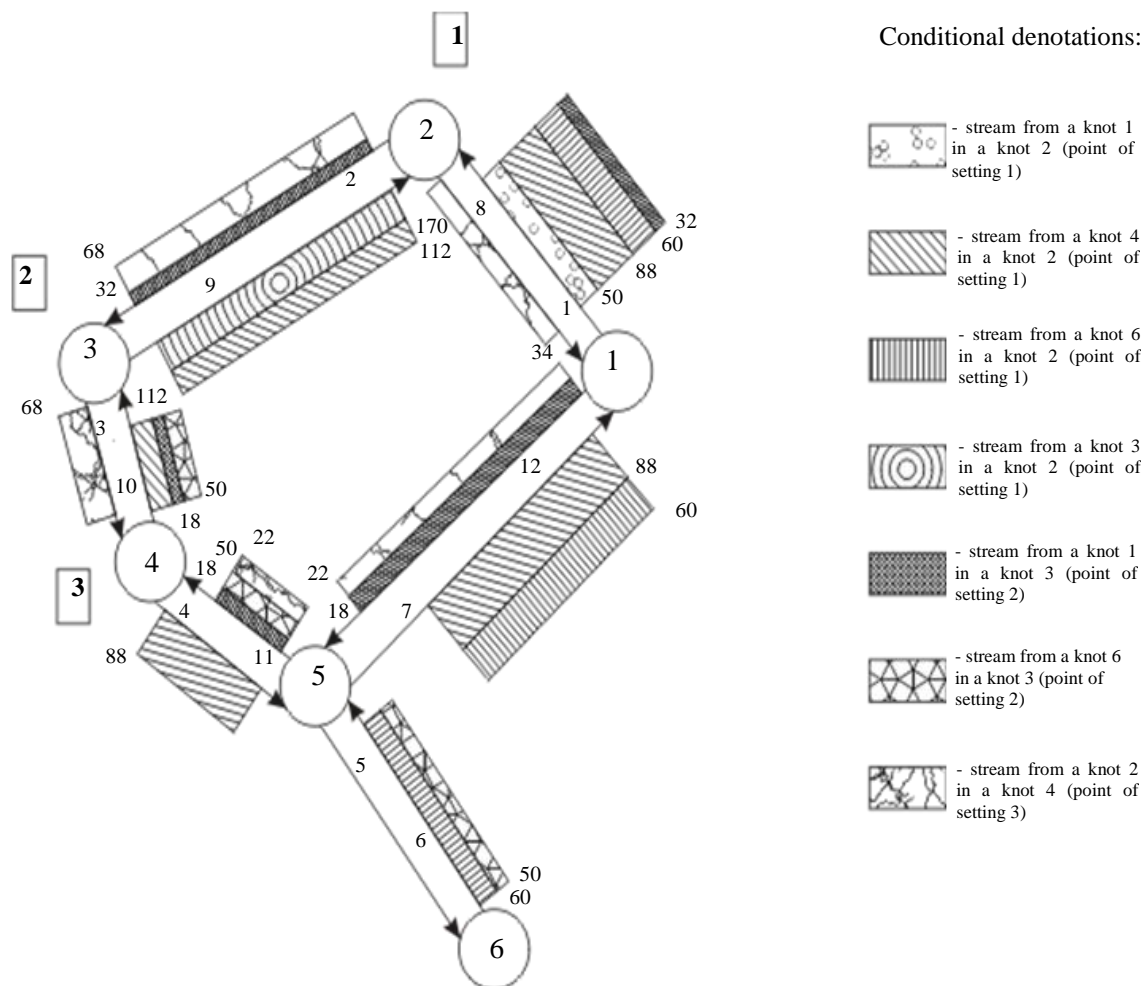 1
Conditional denotations:
2
- stream from a knot 1
in a knot 2 (point of
setting 1)
2
8
170
112
32
60
88
50
68
32
9
2
- stream from a knot 4
in a knot 2 (point of
setting 1)
3
1
34
1
- stream from a knot 6
in a knot 2 (point of
setting 1)
68
3
112
10
50
18
12
88
60
- stream from a knot 3
in a knot 2 (point of
setting 1)
4
3
18
50
22
22
18
7
- stream from a knot 1
in a knot 3 (point of
setting 2)
88
4
11
5
- stream from a knot 6
in a knot 3 (point of
setting 2)
5
6
50
60
6
- stream from a knot 2
in a knot 4 (point of
setting 3)